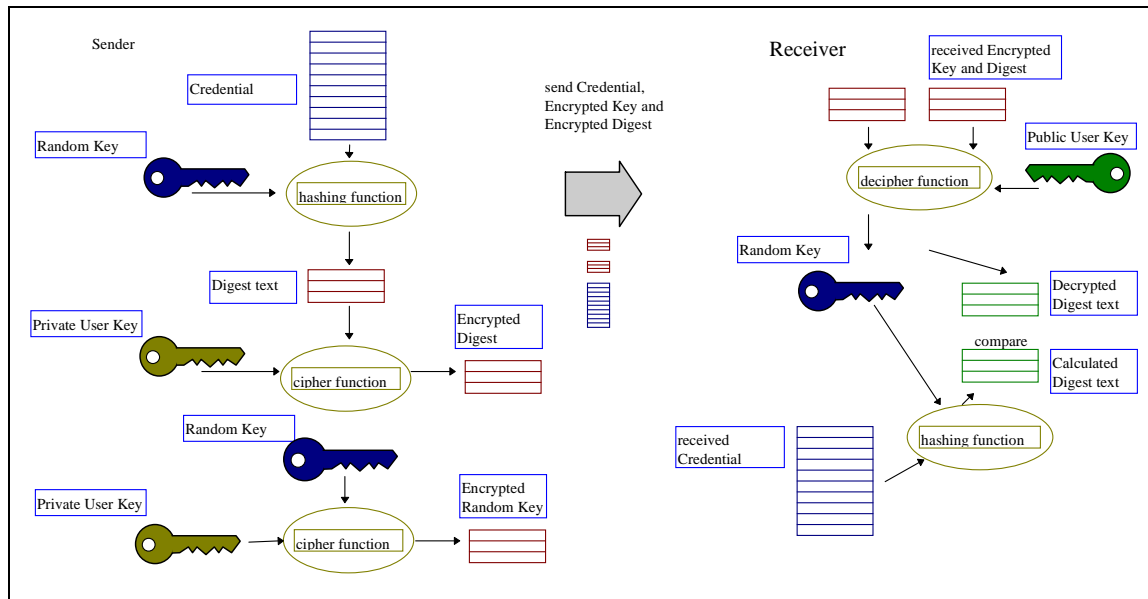 Sender
Credential
Random Key
hashing function
Digest text
Private User Key
Encrypted
Digest
cipher function
Random Key
Private User Key
Encrypted
Random Key
cipher function
send Credential,
Encrypted Key and
Encrypted Digest
Receiver
received Encrypted
Key and Digest
Public User Key
decipher function
Random Key
Decrypted
Digest text
compare
Calculated
Digest text
received
Credential
hashing function